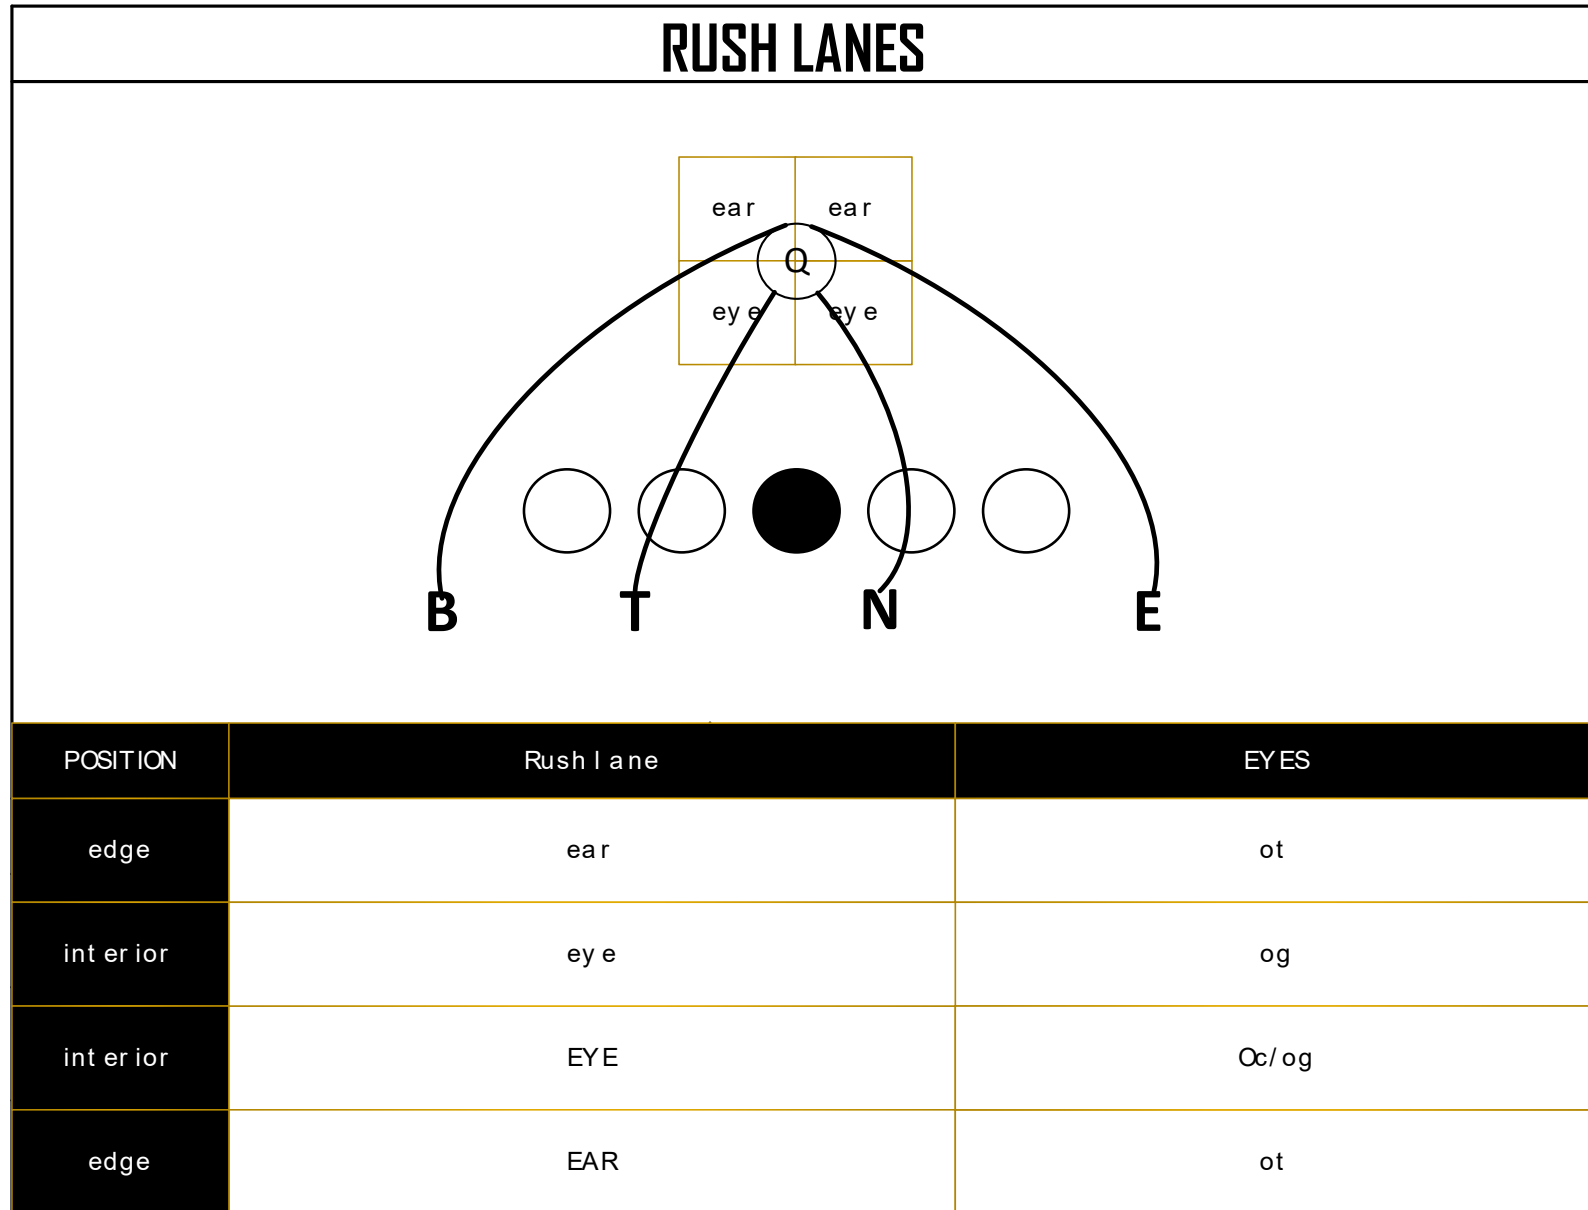 RUSH LANES
ear ear
Q
eye eye
B T N E
POSITION Rush lane EYES
edge ear ot
interior eye og
interior EYE Oc/og
edge EAR ot